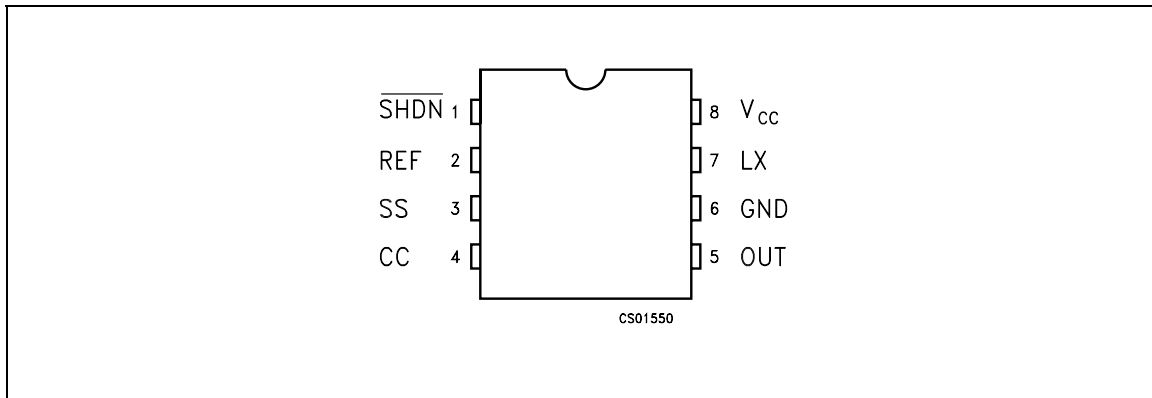 SHDN 1 8 VCC
REF 2 7 LX
SS 3 6 GND
CC 4 5 OUT
CS01550